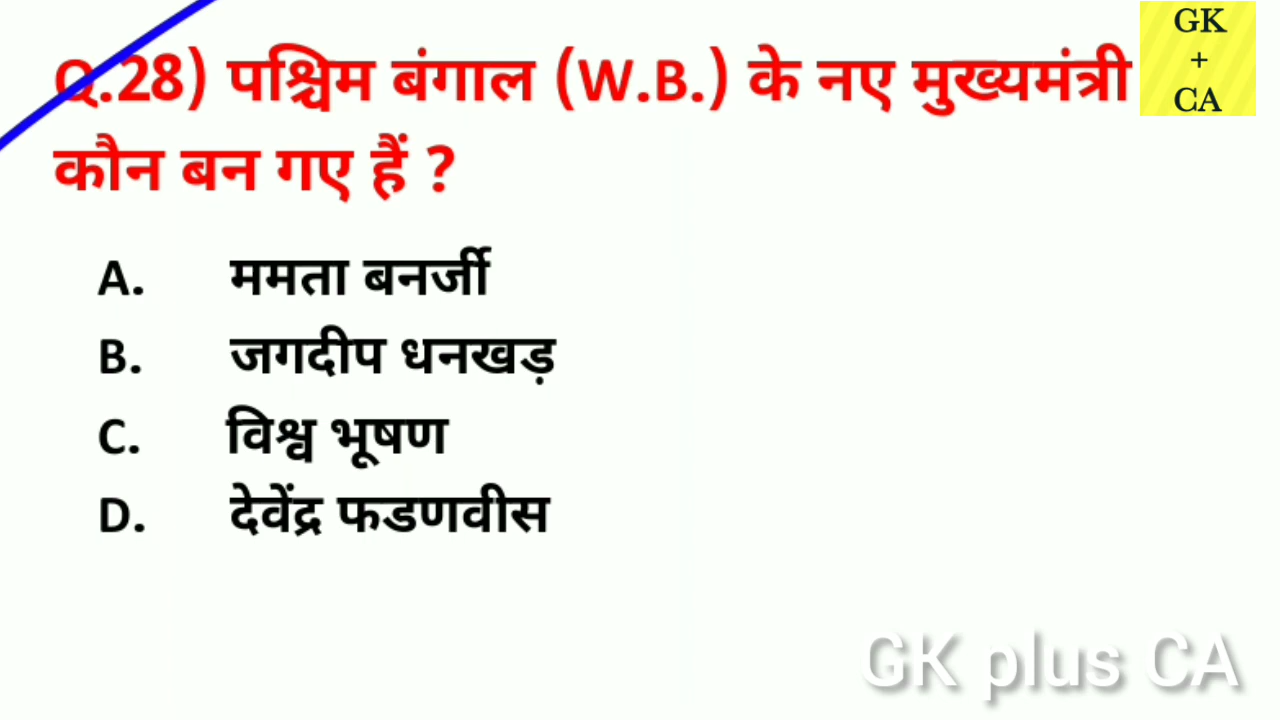 Q.28) पश्चिम बंगाल (W.B.) के नए मुख्यमंत्री
कौन बन गए हैं ?
GK
+
CA
A. ममता बनर्जी
B. जगदीप धनखड़
C. विश्व भूषण
D. देवेंद्र फडणवीस
GK plus CA